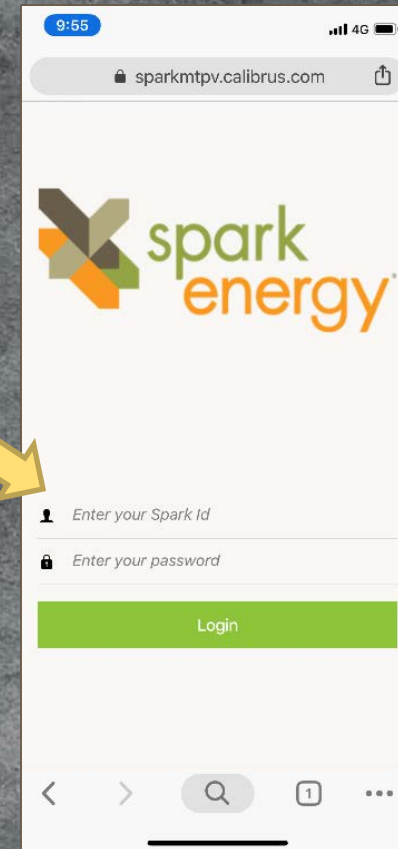 9:55
4G
sparkmtpv.calibrus.com
spark
energy®
Enter your Spark Id
Enter your password
Login
1